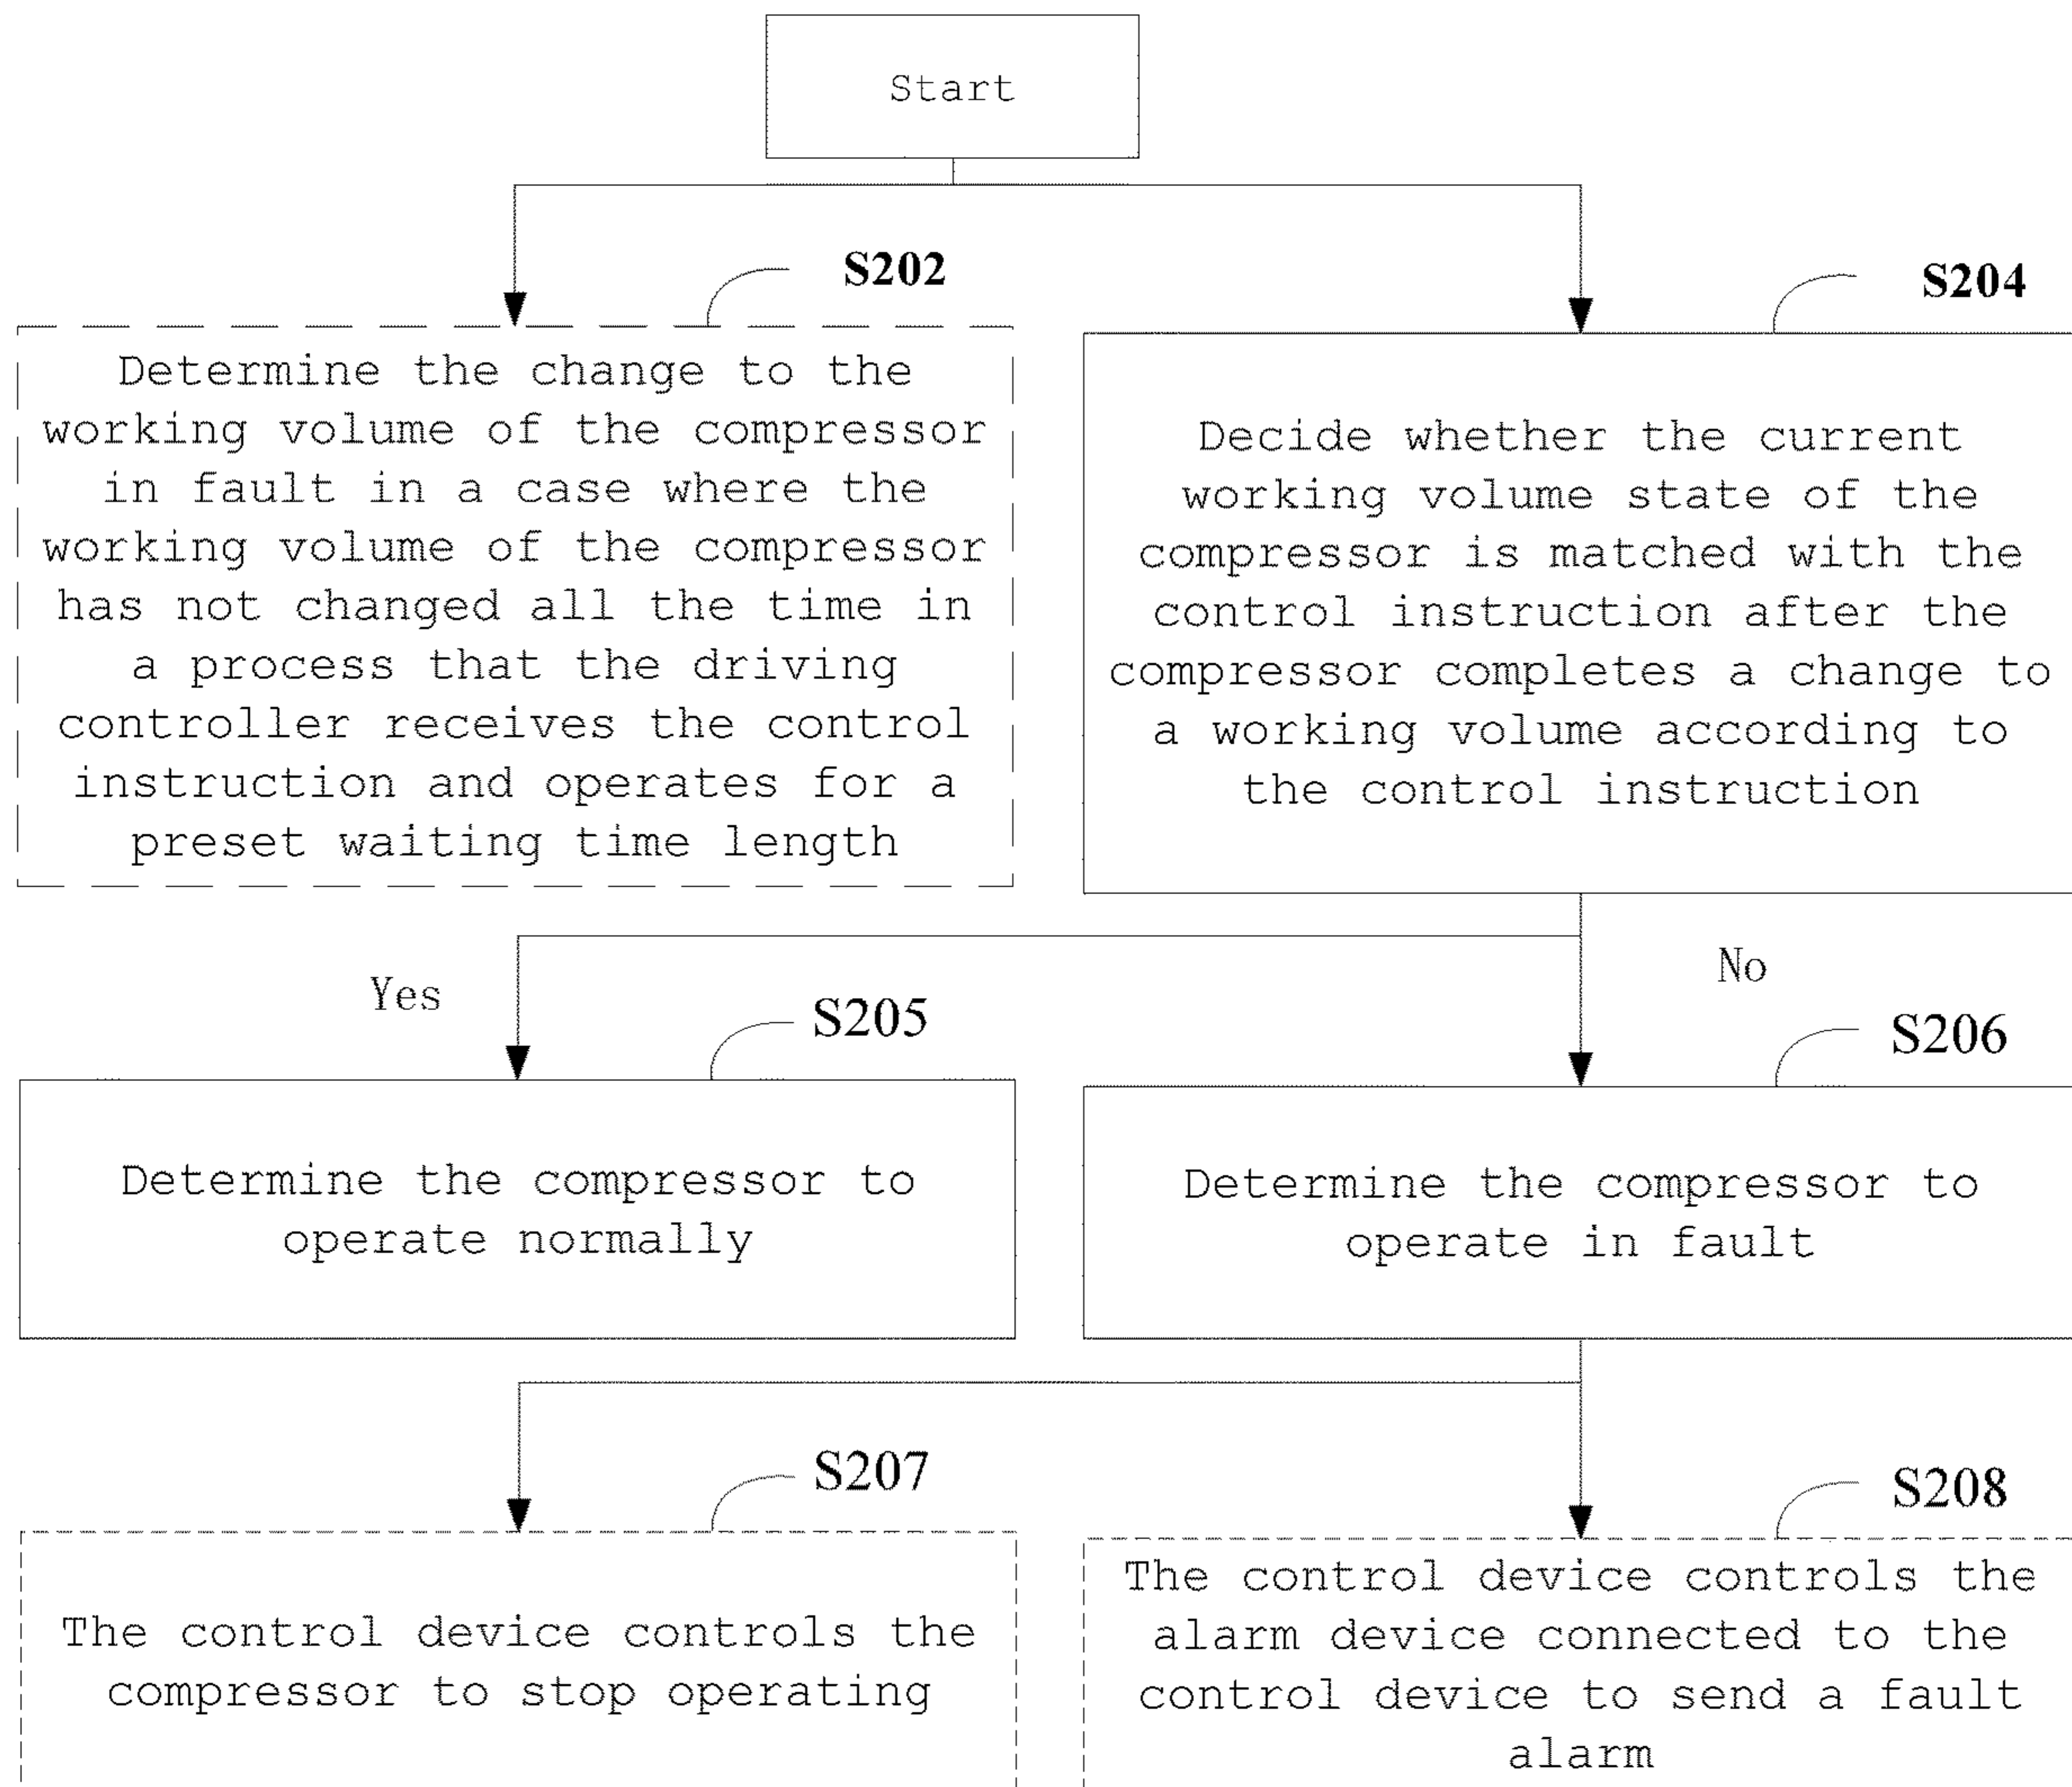 Start
S202
Determine the change to the
working volume of the compressor
in fault in a case where the
working volume of the compressor
has not changed all the time in
a process that the driving
controller receives the control
instruction and operates for a
preset waiting time length
S204
Decide whether the current
working volume state of the
compressor is matched with the
control instruction after the
compressor completes a change to
a working volume according to
the control instruction
Yes
No
S205
Determine the compressor to
operate normally
S206
Determine the compressor to
operate in fault
S207
The control device controls the
compressor to stop operating
S208
The control device controls the
alarm device connected to the
control device to send a fault
alarm